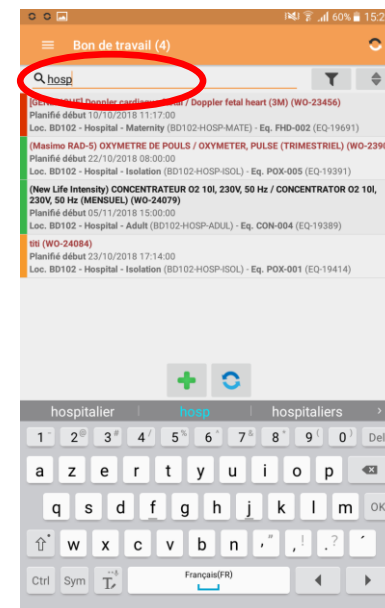 60% 15:2
Bon de travail (4)
hosp
Doppler / Doppler fetal heart (3M) (WO-23456)
Planifié début 10/10/2018 11:17:00
Loc. BD102 - Hospital - Maternity (BD102-HOSP-MATE) - Eq. FHD-002 (EQ-19691)
(Masimo RAD-5) OXYMETRE DE POULS / OXYMETER, PULSE (TRIMESTRIEL) (WO-2390
Planifié début 22/10/2018 08:00:00
Loc. BD102 - Hospital - Isolation (BD102-HOSP-ISOL) - Eq. POX-005 (EQ-19391)
(New Life Intensity) CONCENTRATEUR O2 10l, 230V, 50 Hz / CONCENTRATOR O2 10l,
230V, 50 Hz (MENSUEL) (WO-24079)
Planifié début 05/11/2018 15:00:00
Loc. BD102 - Hospital - Adult (BD102-HOSP-ADUL) - Eq. CON-004 (EQ-19389)
titi (WO-24084)
Planifié début 23/10/2018 17:14:00
Loc. BD102 - Hospital - Isolation (BD102-HOSP-ISOL) - Eq. POX-001 (EQ-19414)
hospitalier hosp hospitaliers >
1 2 3 4 5 6 7 8 9 0 Del
a z e r t y u i o p
q s d f g h j k l m OK
w x c v b n , ! . ? ´
Ctrl Sym T Français(FR)